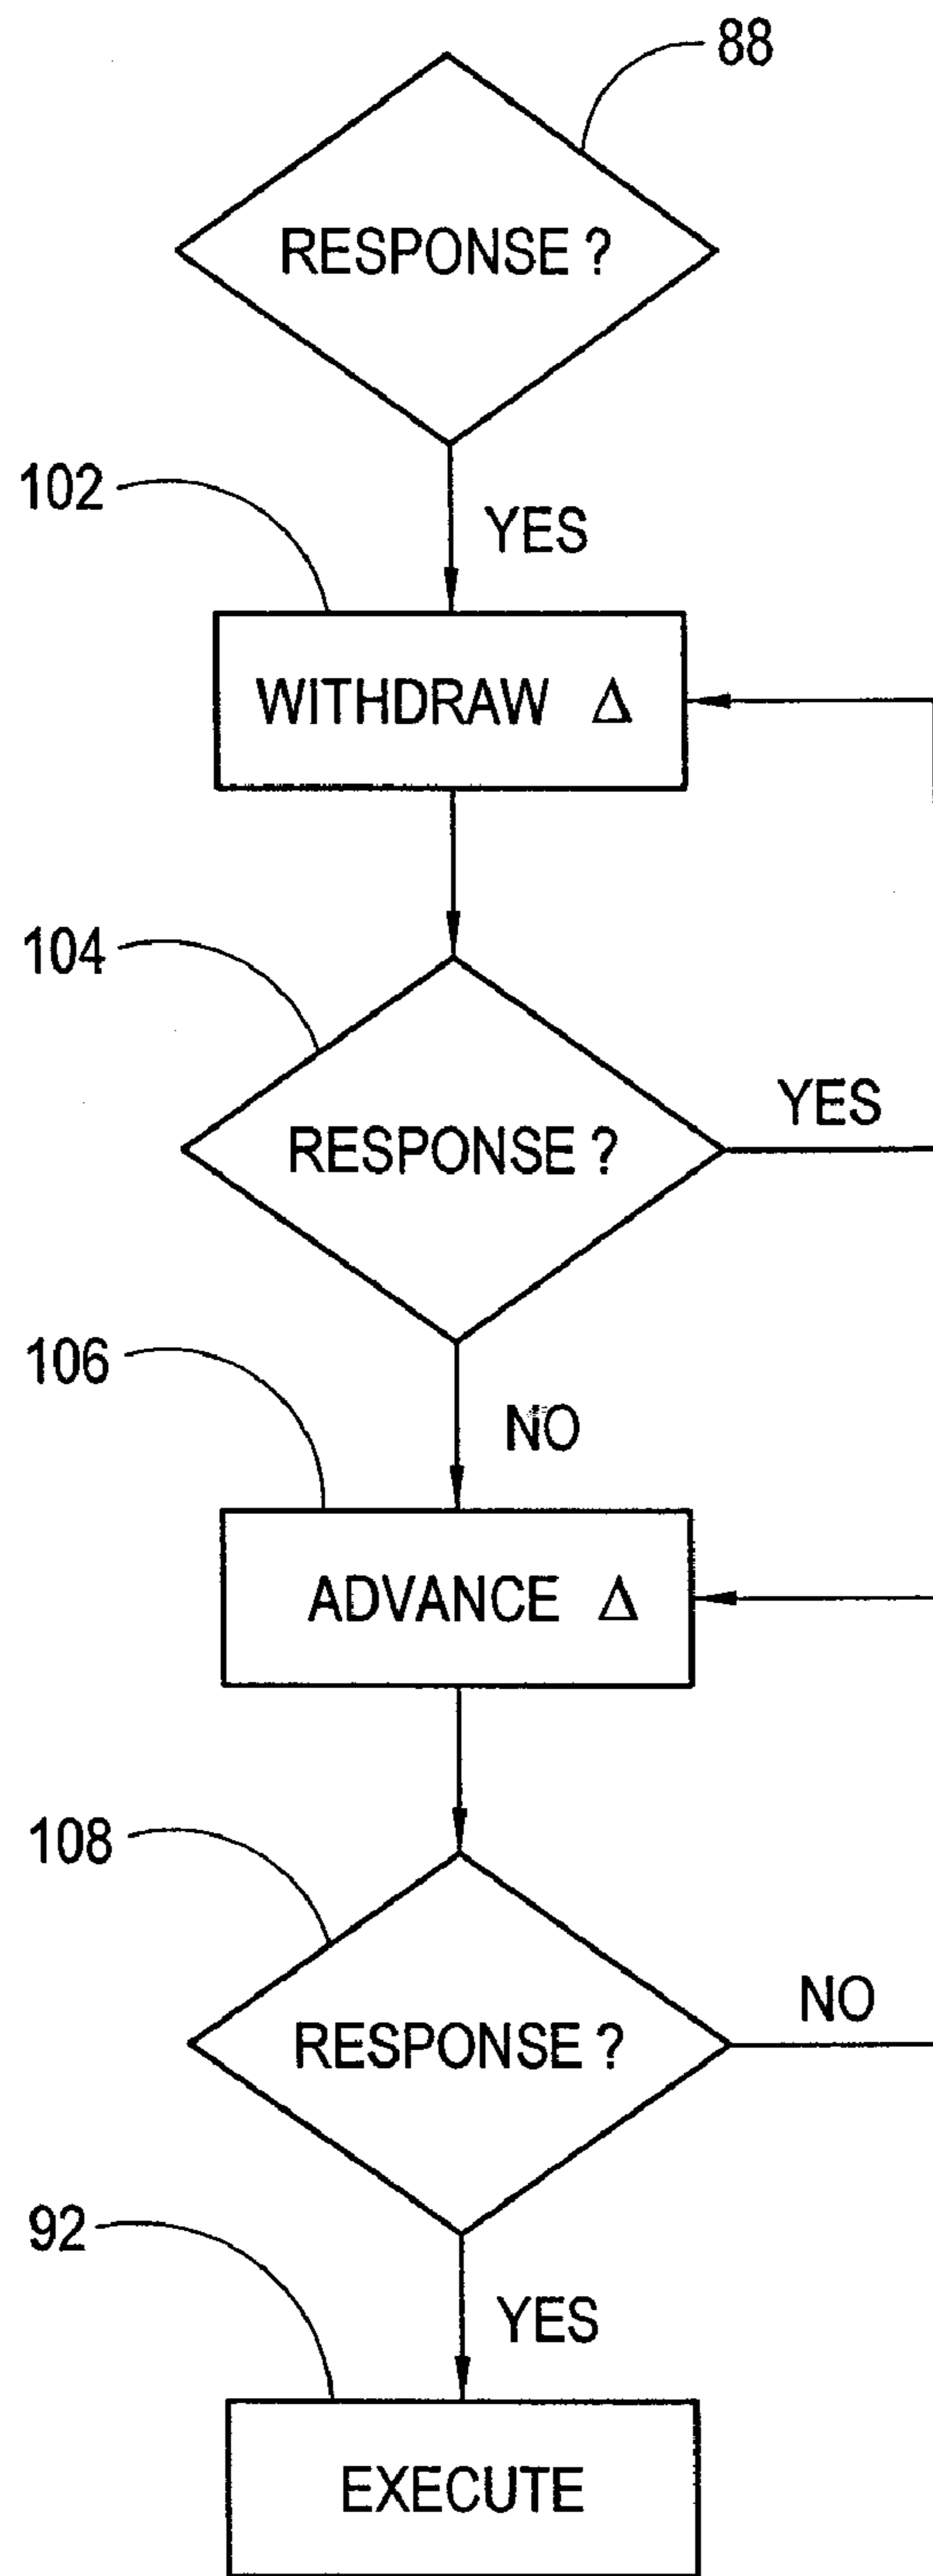 88
RESPONSE ?
102
YES
WITHDRAW Δ
104
RESPONSE ?
YES
106
NO
ADVANCE Δ
108
RESPONSE ?
NO
92
YES
EXECUTE